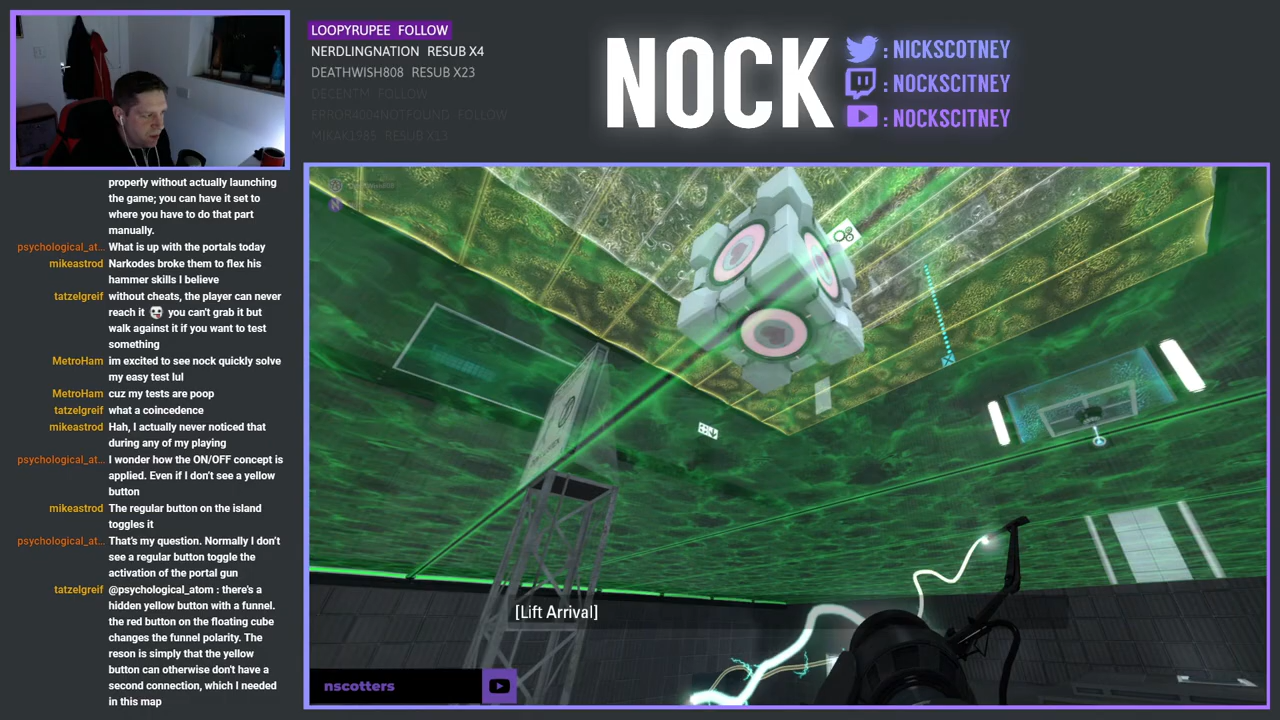 LOOPYRUPEE FOLLOW
NERDLINGNATION RESUB X4
DEATHWISH808 RESUB X23
DECENTM FOLLOW
ERROR4004NOTFOUND FOLLOW
MIKAK1985 RESUB X13
NOCK
: NICKSCOTNEY
: NOCKSCITNEY
: NOCKSCITNEY
properly without actually launching
the game; you can have it set to
where you have to do that part
manually.
psychological_at... What is up with the portals today
mikeastrod Narkodes broke them to flex his
hammer skills I believe
tatzelgreif without cheats, the player can never
reach it you can't grab it but
walk against it if you want to test
something
MetroHam im excited to see nock quickly solve
my easy test lul
MetroHam cuz my tests are poop
tatzelgreif what a coincedence
mikeastrod Hah, I actually never noticed that
during any of my playing
psychological_at... I wonder how the ON/OFF concept is
applied. Even if I don't see a yellow
button
mikeastrod The regular button on the island
toggles it
psychological_at... That's my question. Normally I don't
see a regular button toggle the
activation of the portal gun
tatzelgreif @psychological_atom : there's a
hidden yellow button with a funnel.
the red button on the floating cube
changes the funnel polarity. The
reson is simply that the yellow
button can otherwise don't have a
second connection, which I needed
in this map
[Lift Arrival]
nscotters